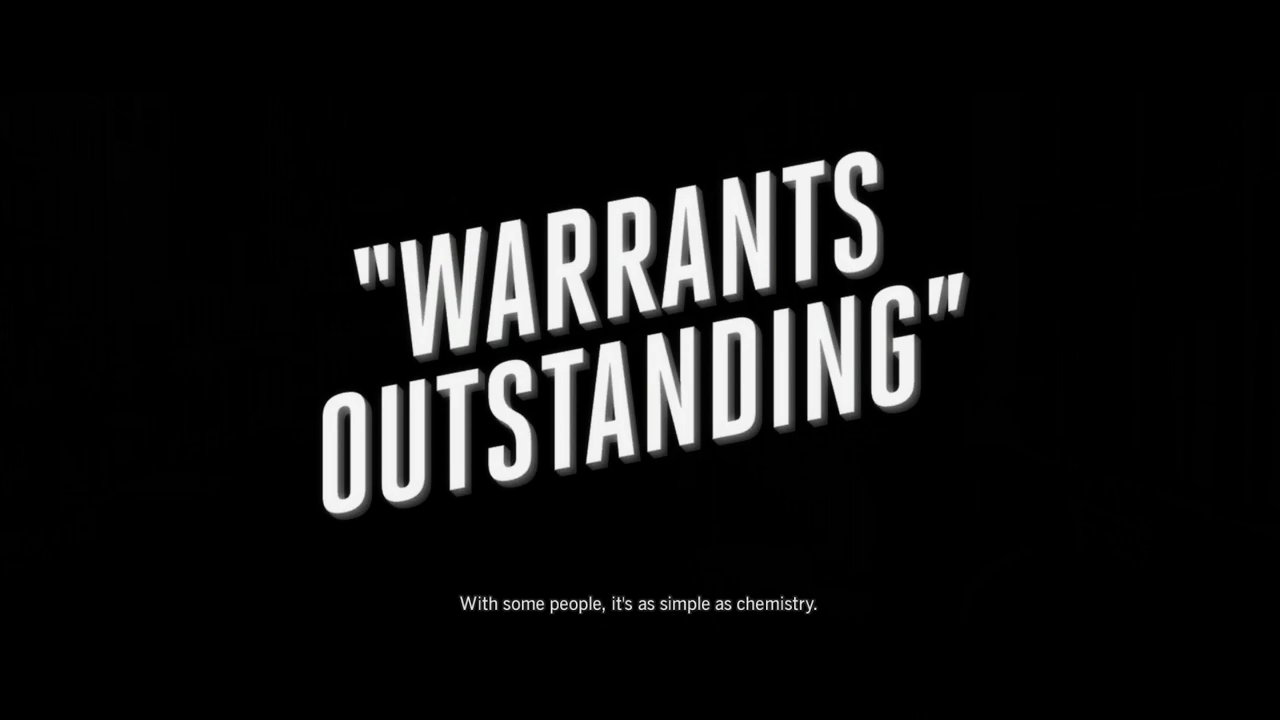 "WARRANTS
OUTSTANDING"
With some people, it's as simple as chemistry.